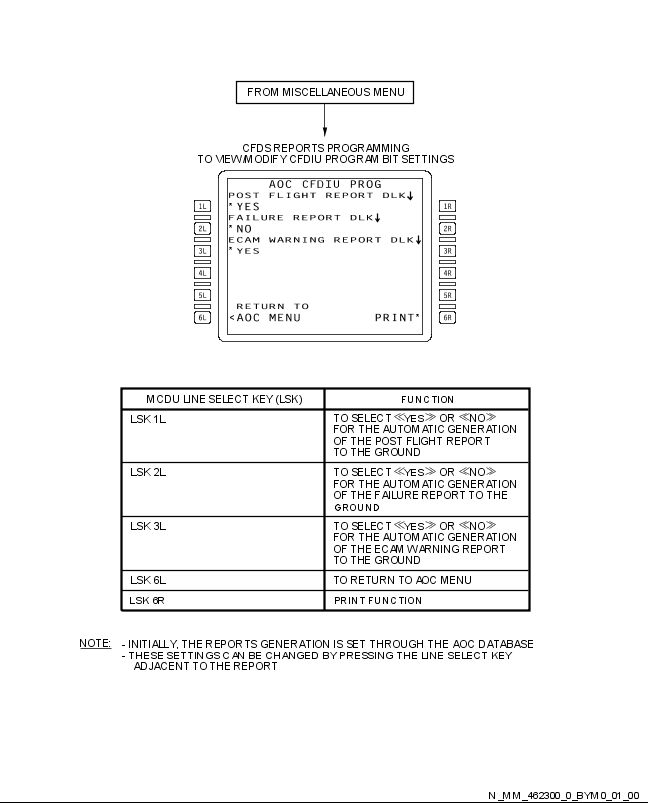 FROM MISCELLANEOUS MENU
CFDS REPORTS PROGRAMMING
TO VIEW/MODIFY CFDIU PROGRAM BIT SETTINGS
AOC CFDIU PROG
POST FLIGHT REPORT DLK↓
1L *YES 1R
FAILURE REPORT DLK↓
2L *NO 2R
ECAM WARNING REPORT DLK↓
3L *YES 3R
4L 4R
5L 5R
RETURN TO
6L <AOC MENU PRINT* 6R
MCDU LINE SELECT KEY (LSK) FUNCTION
LSK 1L TO SELECT ≪YES≫ OR ≪NO≫
FOR THE AUTOMATIC GENERATION
OF THE POST FLIGHT REPORT
TO THE GROUND
LSK 2L TO SELECT ≪YES≫ OR ≪NO≫
FOR THE AUTOMATIC GENERATION
OF THE FAILURE REPORT TO THE
GROUND
LSK 3L TO SELECT ≪YES≫ OR ≪NO≫
FOR THE AUTOMATIC GENERATION
OF THE ECAM WARNING REPORT
TO THE GROUND
LSK 6L TO RETURN TO AOC MENU
LSK 6R PRINT FUNCTION
NOTE: - INITIALLY, THE REPORTS GENERATION IS SET THROUGH THE AOC DATABASE
- THESE SETTINGS CAN BE CHANGED BY PRESSING THE LINE SELECT KEY
ADJACENT TO THE REPORT
N_MM_462300_0_BYM0_01_00